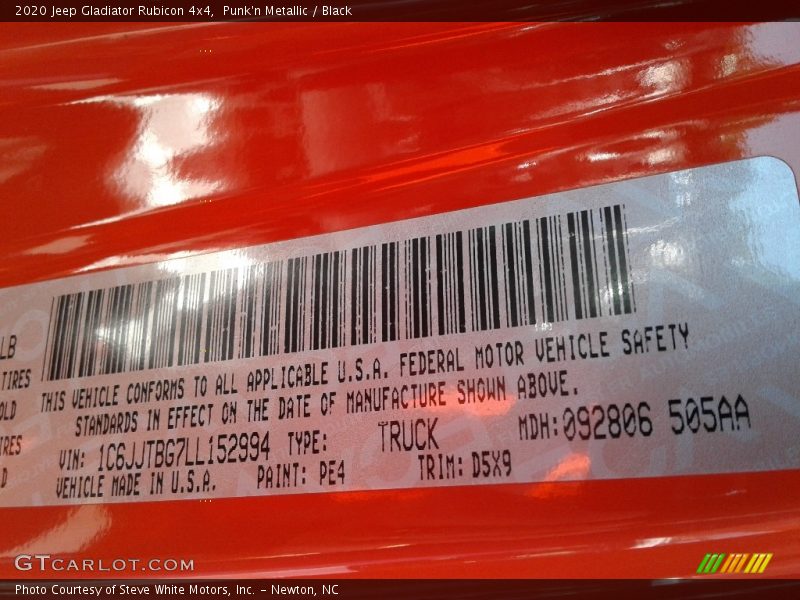 2020 Jeep Gladiator Rubicon 4x4, Punk'n Metallic / Black
LB
TIRES
OLD
IRES
D
THIS VEHICLE CONFORMS TO ALL APPLICABLE U.S.A. FEDERAL MOTOR VEHICLE SAFETY
STANDARDS IN EFFECT ON THE DATE OF MANUFACTURE SHOWN ABOVE.
VIN: 1C6JJTBG7LL152994 TYPE: TRUCK MDH:092806 505AA
VEHICLE MADE IN U.S.A. PAINT: PE4 TRIM: D5X9
GTCARLOT.COM
Photo Courtesy of Steve White Motors, Inc. – Newton, NC